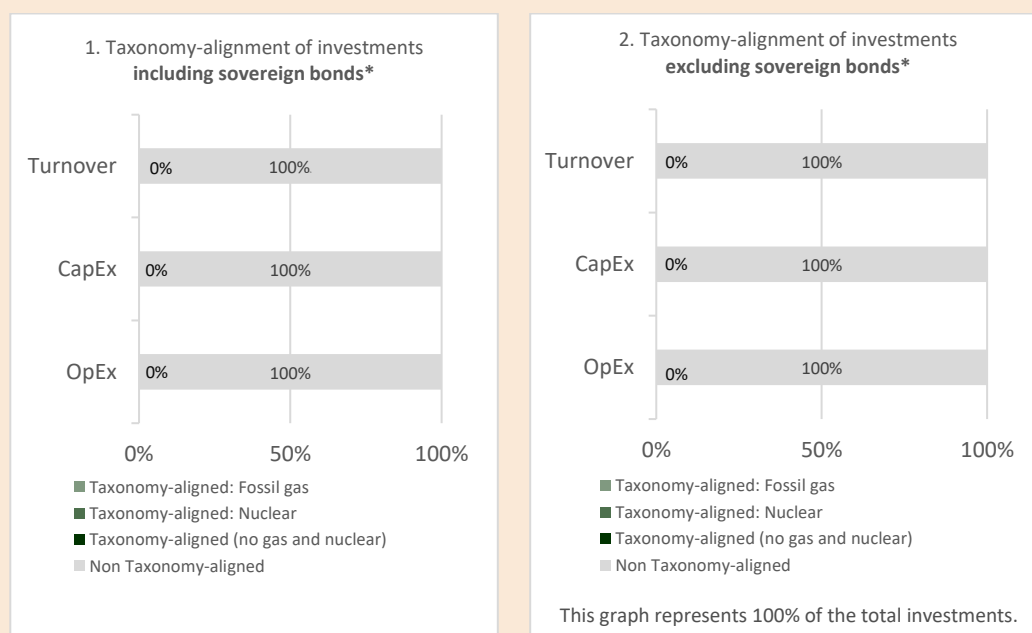 1. Taxonomy-alignment of investments
including sovereign bonds*
Turnover
0%
100%
CapEx
0%
100%
OpEx
0%
100%
0%
50%
100%
Taxonomy-aligned: Fossil gas
Taxonomy-aligned: Nuclear
Taxonomy-aligned (no gas and nuclear)
Non Taxonomy-aligned
2. Taxonomy-alignment of investments
excluding sovereign bonds*
Turnover
0%
100%
CapEx
0%
100%
OpEx
0%
100%
0%
50%
100%
Taxonomy-aligned: Fossil gas
Taxonomy-aligned: Nuclear
Taxonomy-aligned (no gas and nuclear)
Non Taxonomy-aligned
This graph represents 100% of the total investments.